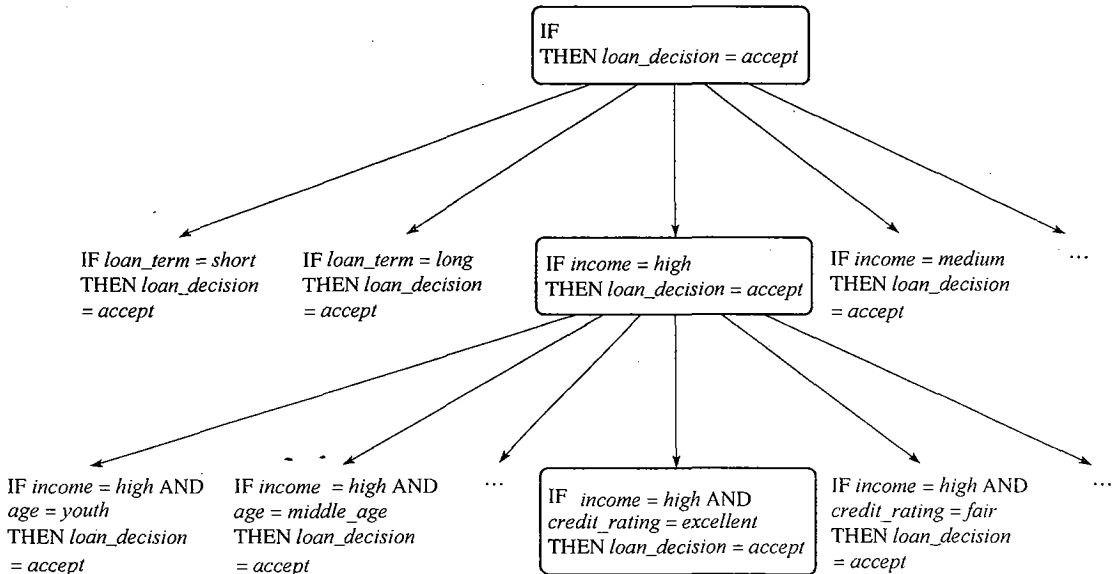 IF
THEN loan_decision = accept
IF loan_term = short
THEN loan_decision
= accept
IF loan_term = long
THEN loan_decision
= accept
IF income = high
THEN loan_decision = accept
IF income = medium
THEN loan_decision
= accept
...
IF income = high AND
age = youth
THEN loan_decision
= accept
IF income = high AND
age = middle_age
THEN loan_decision
= accept
...
IF income = high AND
credit_rating = excellent
THEN loan_decision = accept
IF income = high AND
credit_rating = fair
THEN loan_decision
= accept
...